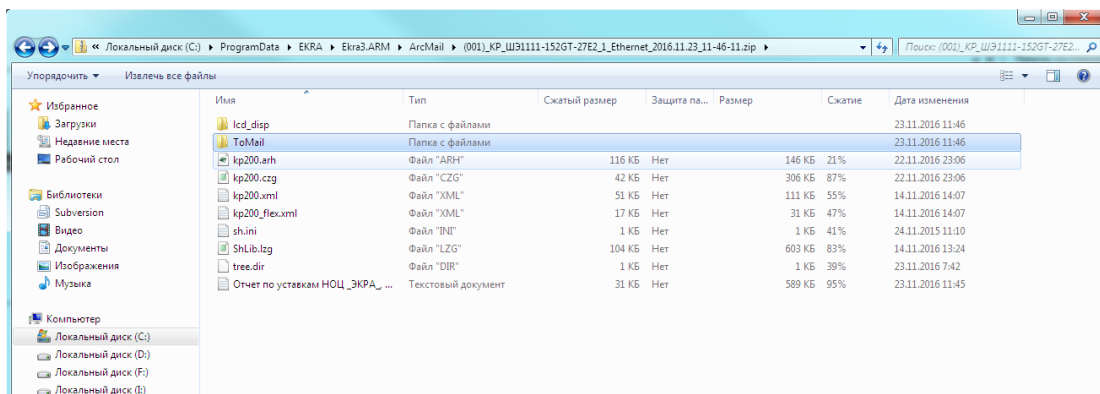 « Локальный диск (C:) ▸ ProgramData ▸ EKRA ▸ Ekra3.ARM ▸ ArcMail ▸ (001)_КР_ШЭ1111-152GT-27E2_1_Ethernet_2016.11.23_11-46-11.zip ▸ Поиск: (001)_КР_ШЭ1111-152GT-27E2...
Упорядочить ▼ Извлечь все файлы
Имя Тип Сжатый размер Защита па... Размер Сжатие Дата изменения
Избранное
Загрузки
Недавние места
Рабочий стол
Библиотеки
Subversion
Видео
Документы
Изображения
Музыка
Компьютер
Локальный диск (C:)
Локальный диск (D:)
Локальный диск (F:)
Локальный диск (I:)
lcd_disp Папка с файлами 23.11.2016 11:46
ToMail Папка с файлами 23.11.2016 11:46
kp200.arh Файл "ARH" 116 КБ Нет 146 КБ 21% 22.11.2016 23:06
kp200.czg Файл "CZG" 42 КБ Нет 306 КБ 87% 22.11.2016 23:06
kp200.xml Файл "XML" 51 КБ Нет 111 КБ 55% 14.11.2016 14:07
kp200_flex.xml Файл "XML" 17 КБ Нет 31 КБ 47% 14.11.2016 14:07
sh.ini Файл "INI" 1 КБ Нет 1 КБ 41% 24.11.2015 11:10
ShLib.lzg Файл "LZG" 104 КБ Нет 603 КБ 83% 14.11.2016 13:24
tree.dir Файл "DIR" 1 КБ Нет 1 КБ 39% 23.11.2016 7:42
Отчет по уставкам НОЦ _ЭКРА_, ... Текстовый документ 31 КБ Нет 589 КБ 95% 23.11.2016 11:45